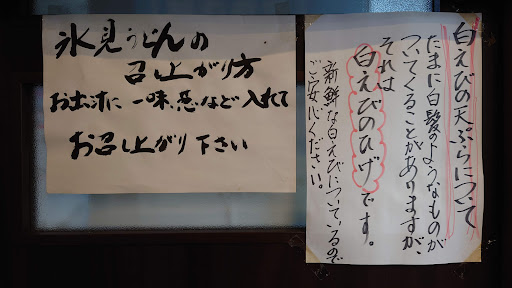 氷見うどんの
召し上がり方
お出汁に一味、葱など入れて
お召し上がり下さい
白えびの天ぷらについて
たまに白髪のようなものが
ついてくることがありますが、
それは
白えびのひげです。
新鮮な白えびについているので
ご安心ください。